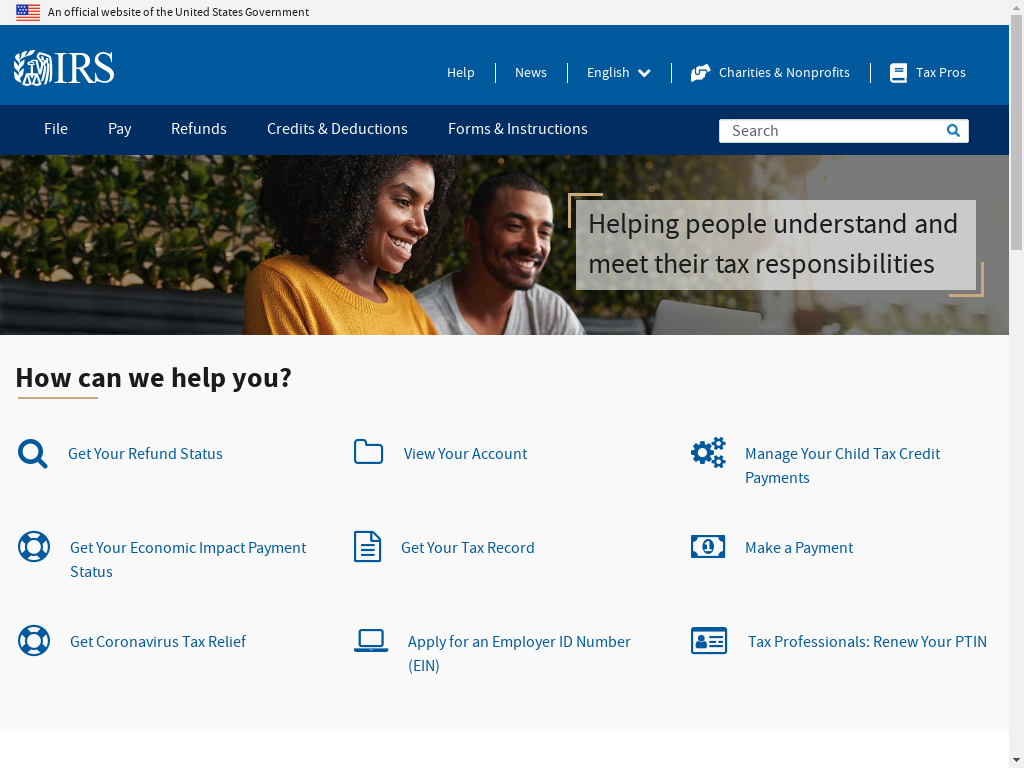 An official website of the United States Government
IRS
Help
News
English
Charities & Nonprofits
Tax Pros
File
Pay
Refunds
Credits & Deductions
Forms & Instructions
Search
Helping people understand and
meet their tax responsibilities
How can we help you?
Get Your Refund Status
View Your Account
Manage Your Child Tax Credit
Payments
Get Your Economic Impact Payment
Status
Get Your Tax Record
1
Make a Payment
Get Coronavirus Tax Relief
Apply for an Employer ID Number
(EIN)
Tax Professionals: Renew Your PTIN